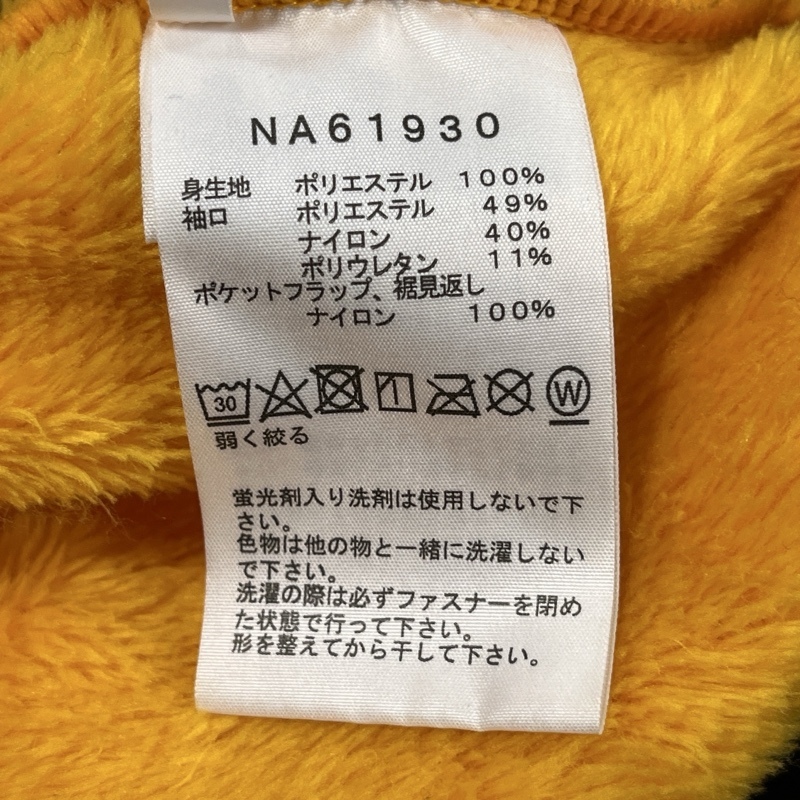 NA61930
身生地 ポリエステル 100%
袖口 ポリエステル 49%
ナイロン 40%
ポリウレタン 11%
ポケットフラップ、裾見返し
ナイロン 100%
30 W
弱く絞る
蛍光剤入り洗剤は使用しないで下
さい。
色物は他の物と一緒に洗濯しない
で下さい。
洗濯の際は必ずファスナーを閉め
た状態で行って下さい。
形を整えてから干して下さい。